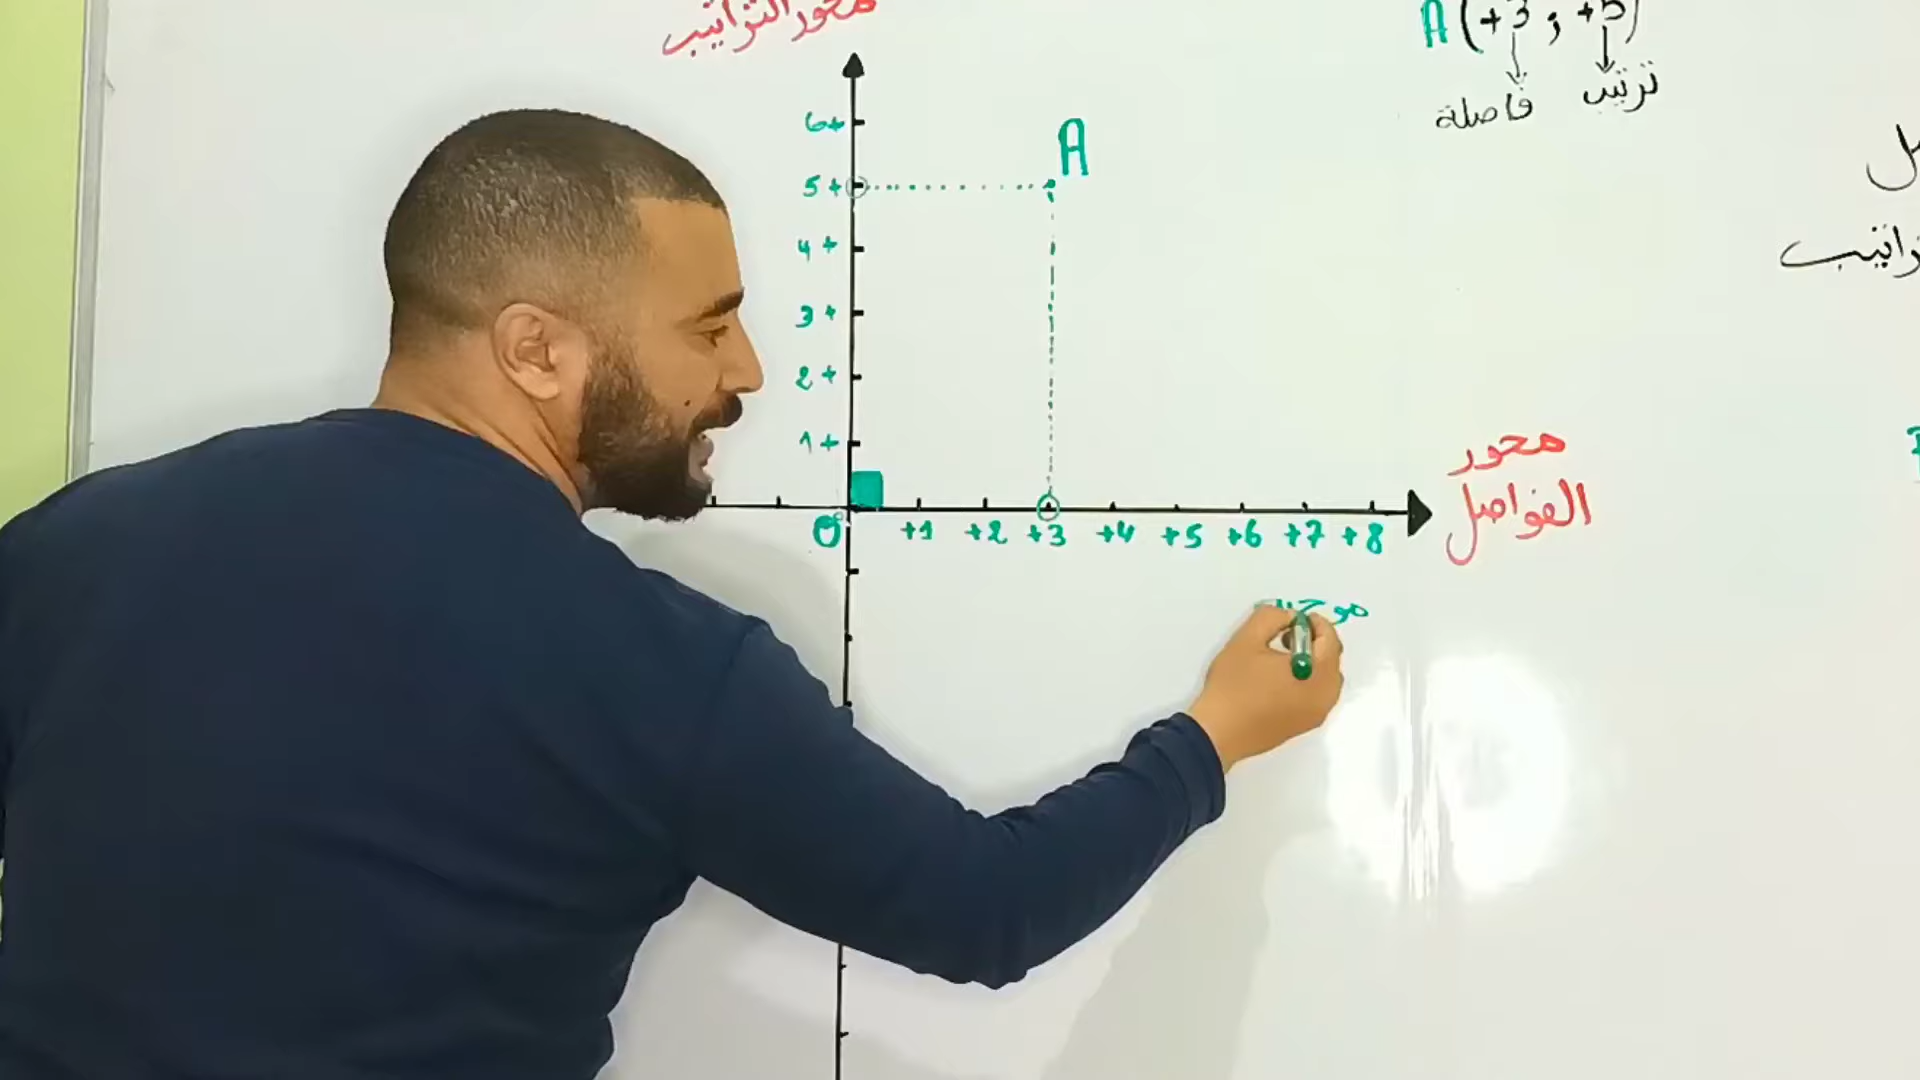 محور التراتيب
A (+3 ; +5)
فاصلة ترتيب
A
6+
5+
4+
3+
2+
1+
محور
الفواصل
0 +1 +2 +3 +4 +5 +6 +7 +8